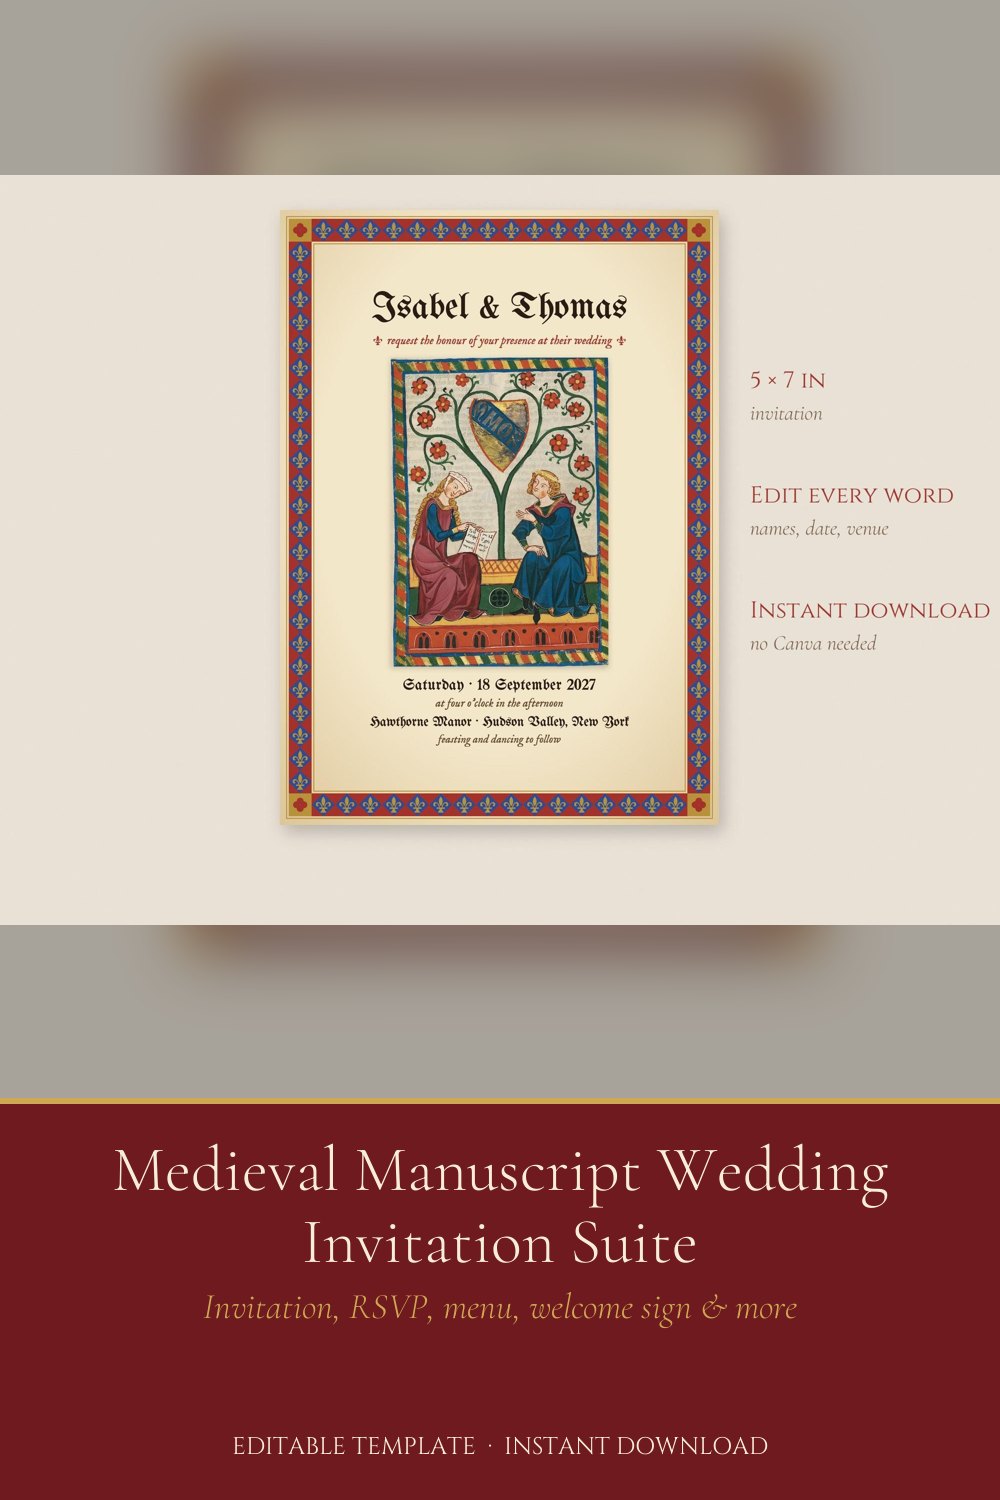 Isabel & Thomas
request the honour of your presence at their wedding
AMOR
Saturday · 18 September 2027
at four o'clock in the afternoon
Hawthorne Manor · Hudson Valley, New York
feasting and dancing to follow
5 × 7 in
invitation
Edit every word
names, date, venue
Instant download
no Canva needed
Medieval Manuscript Wedding
Invitation Suite
Invitation, RSVP, menu, welcome sign & more
EDITABLE TEMPLATE · INSTANT DOWNLOAD